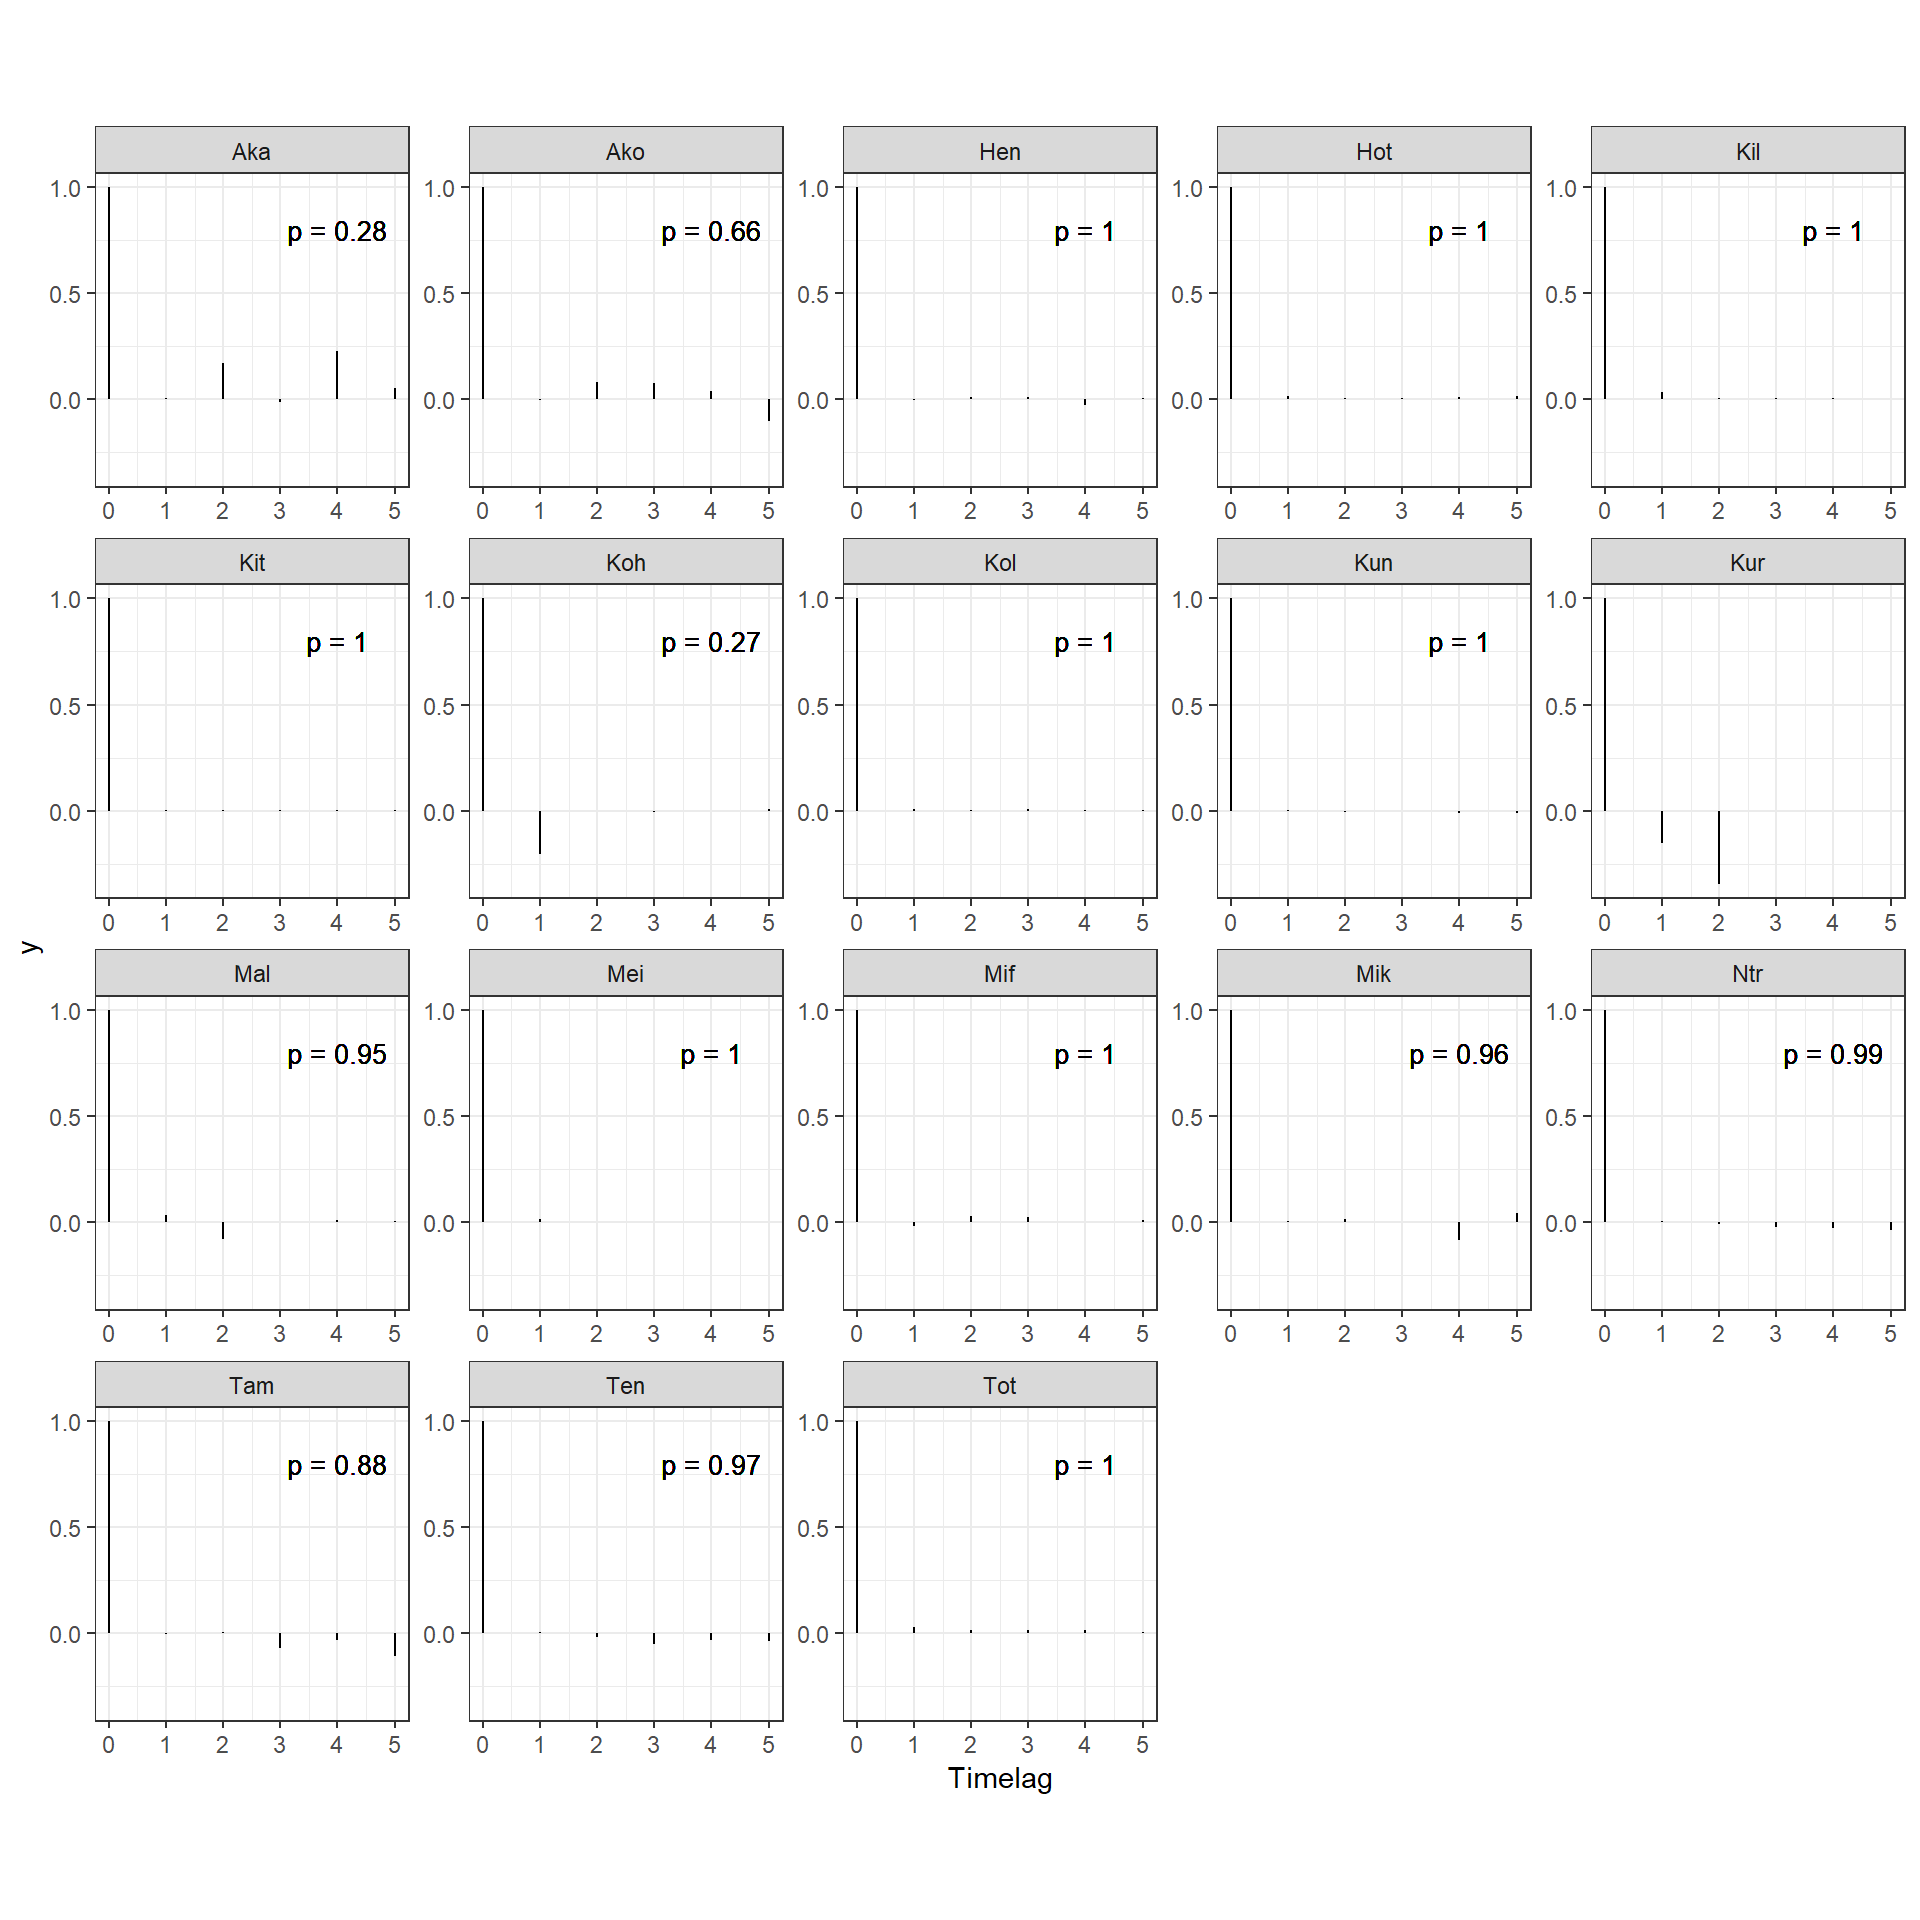 Aka Ako Hen Hot Kil
1.0 1.0 1.0 1.0 1.0
p = 0.28 p = 0.66 p = 1 p = 1 p = 1
0.5 0.5 0.5 0.5 0.5
0.0 0.0 0.0 0.0 0.0
0 1 2 3 4 5 0 1 2 3 4 5 0 1 2 3 4 5 0 1 2 3 4 5 0 1 2 3 4 5
Kit Koh Kol Kun Kur
1.0 1.0 1.0 1.0 1.0
p = 1 p = 0.27 p = 1 p = 1
0.5 0.5 0.5 0.5 0.5
0.0 0.0 0.0 0.0 0.0
0 1 2 3 4 5 0 1 2 3 4 5 0 1 2 3 4 5 0 1 2 3 4 5 0 1 2 3 4 5
y
Mal Mei Mif Mik Ntr
1.0 1.0 1.0 1.0 1.0
p = 0.95 p = 1 p = 1 p = 0.96 p = 0.99
0.5 0.5 0.5 0.5 0.5
0.0 0.0 0.0 0.0 0.0
0 1 2 3 4 5 0 1 2 3 4 5 0 1 2 3 4 5 0 1 2 3 4 5 0 1 2 3 4 5
Tam Ten Tot
1.0 1.0 1.0
p = 0.88 p = 0.97 p = 1
0.5 0.5 0.5
0.0 0.0 0.0
0 1 2 3 4 5 0 1 2 3 4 5 0 1 2 3 4 5
Timelag